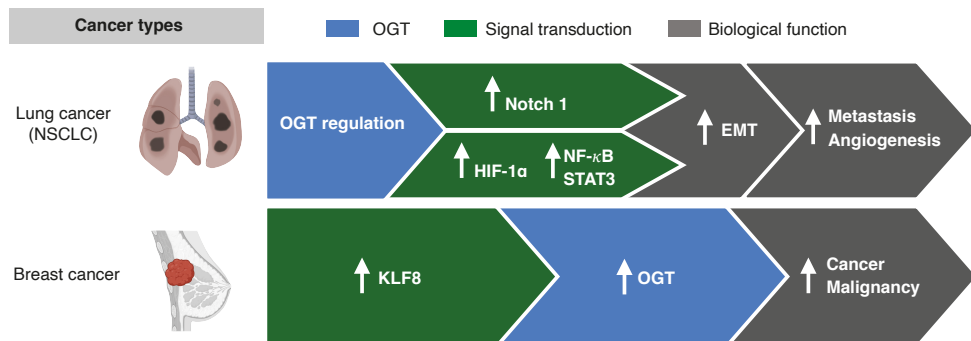 Cancer types
OGT
Signal transduction
Biological function
Lung cancer
(NSCLC)
OGT regulation
Notch 1
HIF-1α
NF-κB
STAT3
EMT
Metastasis
Angiogenesis
Breast cancer
KLF8
OGT
Cancer
Malignancy